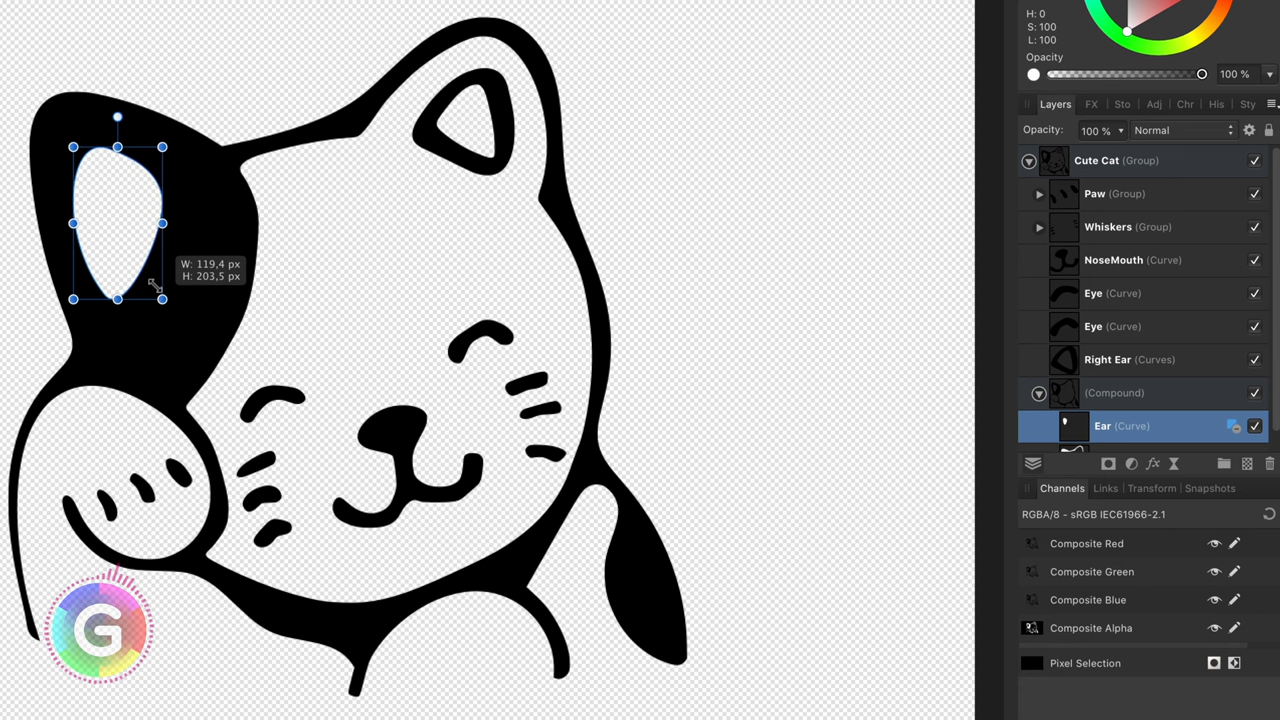 W: 119,4 px
H: 203,5 px
G
H: 0
S: 100
L: 100
Opacity
100 %
Layers FX Sto Adj Chr His Sty
Opacity: 100 % Normal
Cute Cat (Group)
Paw (Group)
Whiskers (Group)
NoseMouth (Curve)
Eye (Curve)
Eye (Curve)
Right Ear (Curves)
(Compound)
Ear (Curve)
fx
Channels Links Transform Snapshots
RGBA/8 - sRGB IEC61966-2.1
Composite Red
Composite Green
Composite Blue
Composite Alpha
Pixel Selection